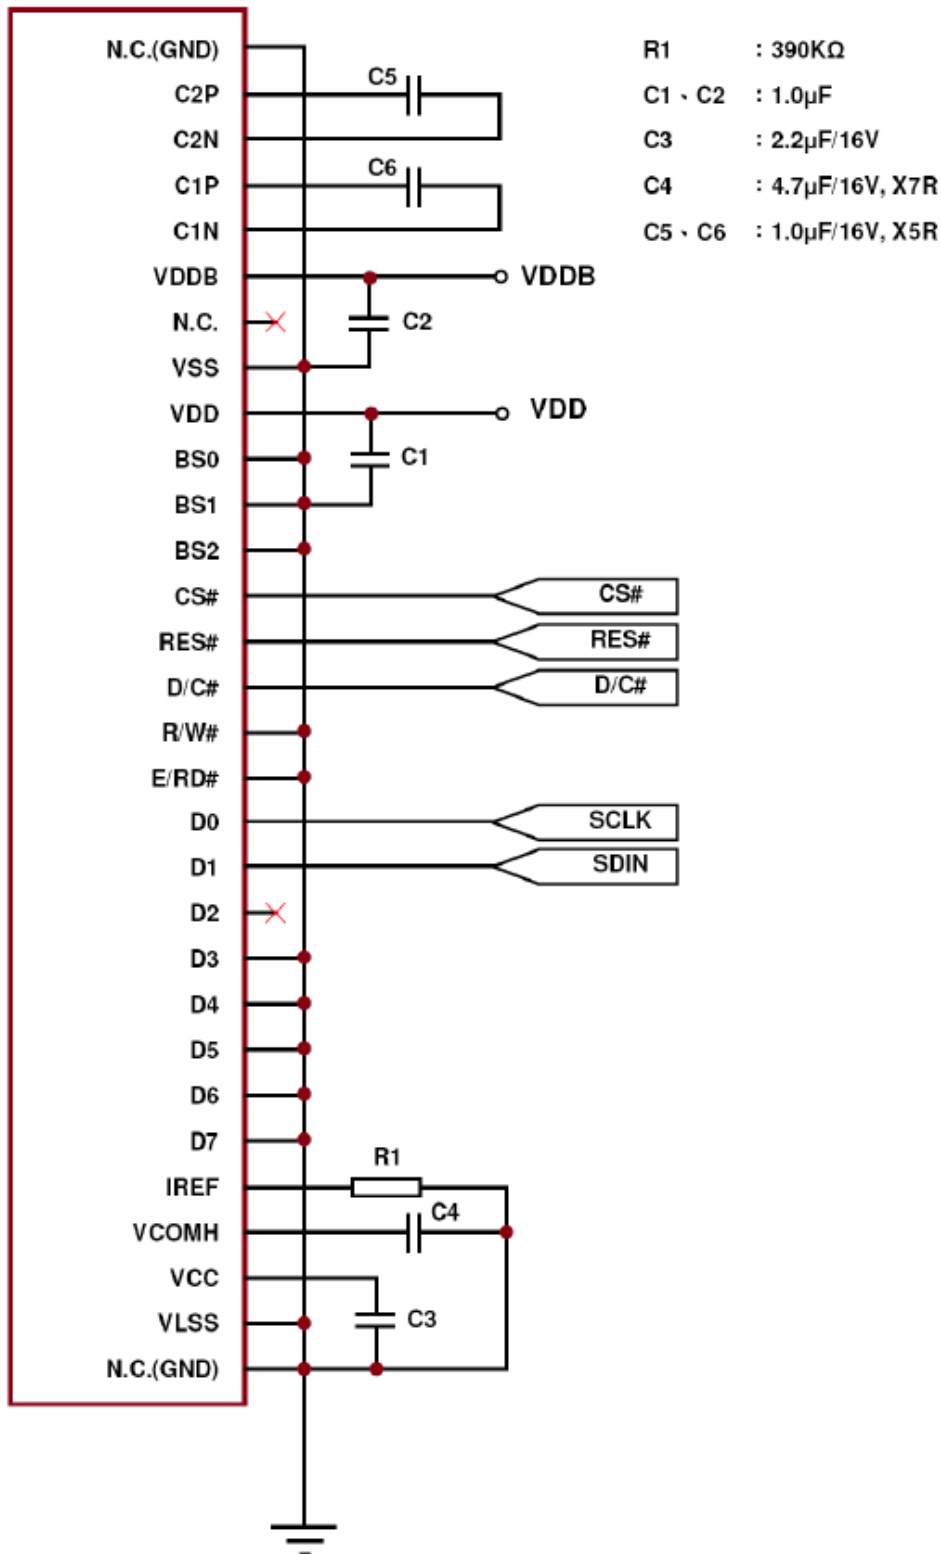 N.C.(GND)
C2P
C5
C2N
C1P
C6
C1N
VDDB
VDDB
N.C.
C2
VSS
VDD
VDD
BS0
C1
BS1
BS2
CS#
CS#
RES#
RES#
D/C#
D/C#
R/W#
E/RD#
D0
SCLK
D1
SDIN
D2
D3
D4
D5
D6
D7
R1
IREF
C4
VCOMH
VCC
C3
VLSS
N.C.(GND)
R1 : 390KΩ
C1、C2 : 1.0μF
C3 : 2.2μF/16V
C4 : 4.7μF/16V, X7R
C5、C6 : 1.0μF/16V, X5R